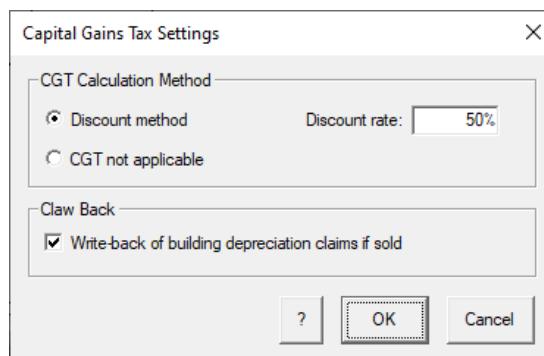 Capital Gains Tax Settings
CGT Calculation Method
Discount method Discount rate: 50%
CGT not applicable
Claw Back
Write-back of building depreciation claims if sold
? OK Cancel